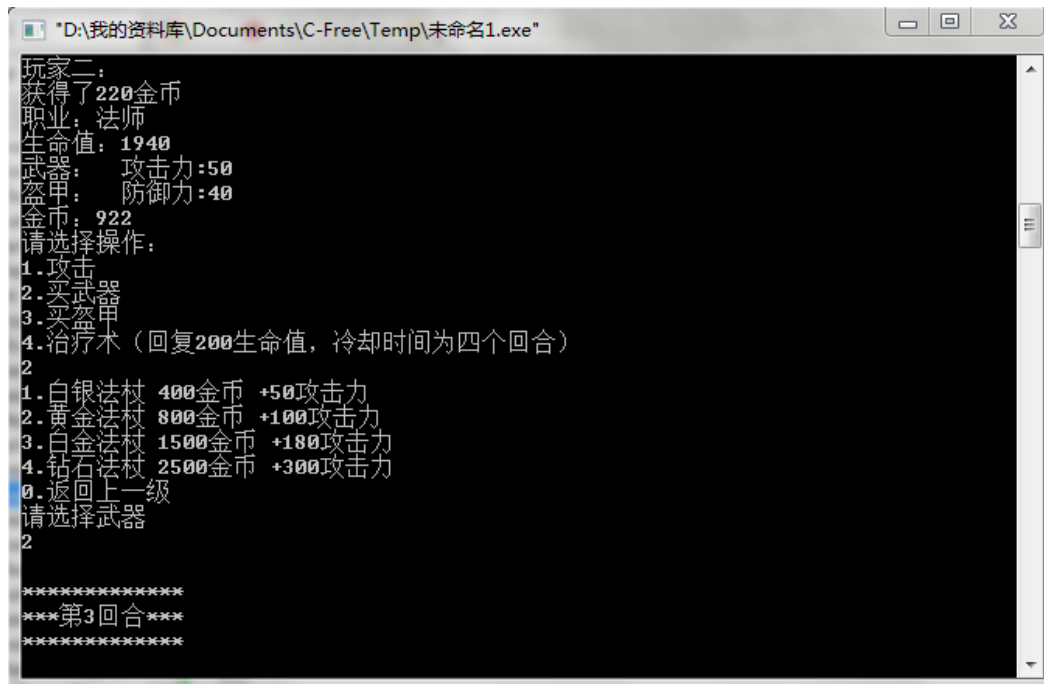 "D:\我的资料库\Documents\C-Free\Temp\未命名1.exe"
玩家二：
获得了220金币
职业：法师
生命值：1940
武器：  攻击力:50
盔甲：  防御力:40
金币：922
请选择操作：
1.攻击
2.买武器
3.买盔甲
4.治疗术（回复200生命值，冷却时间为四个回合）
2
1.白银法杖 400金币 +50攻击力
2.黄金法杖 800金币 +100攻击力
3.白金法杖 1500金币 +180攻击力
4.钻石法杖 2500金币 +300攻击力
0.返回上一级
请选择武器
2
*************
***第3回合***
*************